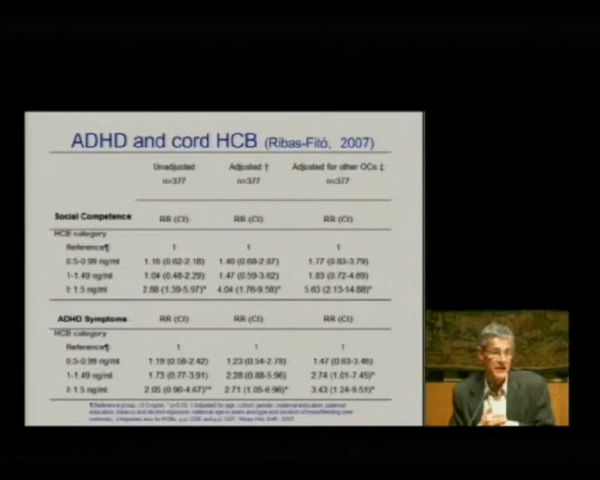 ADHD and cord HCB (Ribas-Fitó, 2007)
Unadjusted Adjusted † Adjusted for other OCs ‡
n=377 n=377 n=377
Social Competence RR (CI) RR (CI) RR (CI)
HCB category
Reference¶ 1 1 1
0.5-0.99 ng/ml 1.16 (0.62-2.18) 1.40 (0.68-2.87) 1.77 (0.83-3.79)
1-1.49 ng/ml 1.04 (0.48-2.29) 1.47 (0.59-3.62) 1.83 (0.72-4.69)
≥ 1.5 ng/ml 2.88 (1.39-5.97)* 4.04 (1.76-9.58)* 5.63 (2.13-14.88)*
ADHD Symptoms RR (CI) RR (CI) RR (CI)
HCB category
Reference¶ 1 1 1
0.5-0.99 ng/ml 1.19 (0.58-2.42) 1.23 (0.54-2.78) 1.47 (0.63-3.46)
1-1.49 ng/ml 1.73 (0.77-3.91) 2.28 (0.88-5.96) 2.74 (1.01-7.45)*
≥ 1.5 ng/ml 2.05 (0.90-4.67)** 2.71 (1.05-6.96)* 3.43 (1.24-9.51)*